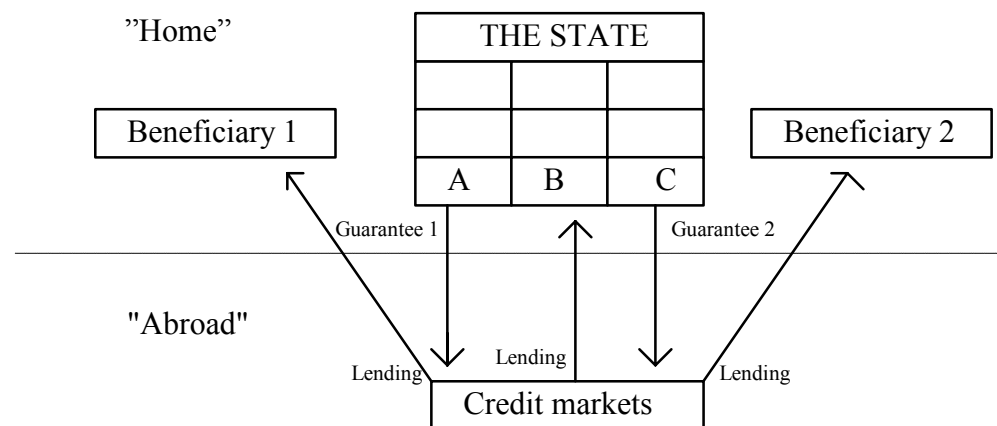 ”Home”
THE STATE
Beneficiary 1
Beneficiary 2
A B C
Guarantee 1
Guarantee 2
"Abroad"
Lending
Lending
Lending
Credit markets